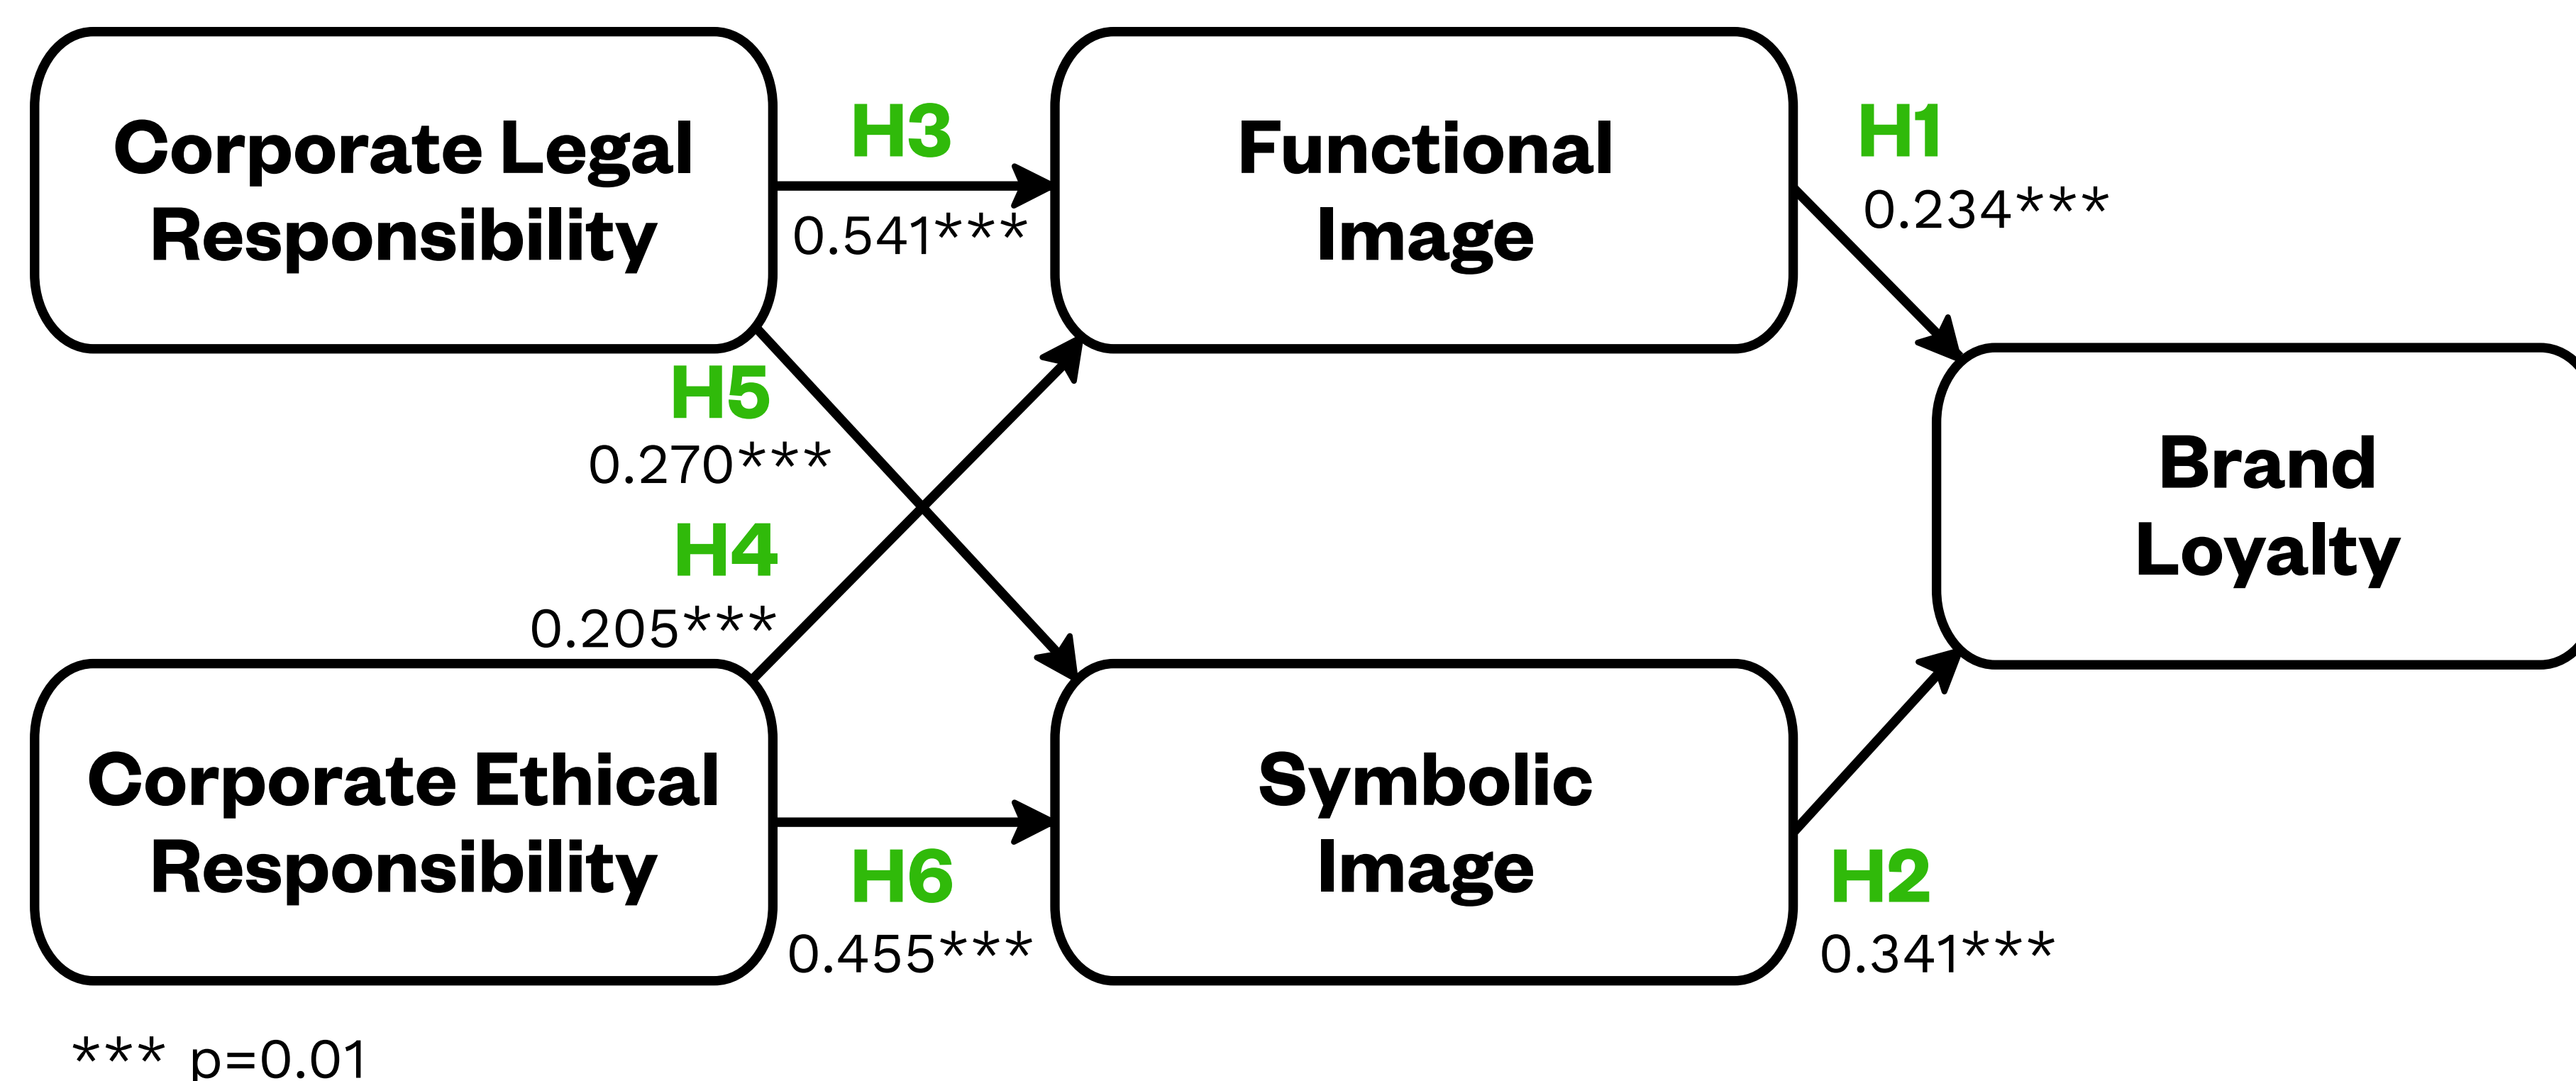 Corporate Legal
Responsibility
H3
0.541***
Functional
Image
H1
0.234***
H5
0.270***
H4
0.205***
Brand
Loyalty
Corporate Ethical
Responsibility
H6
0.455***
Symbolic
Image
H2
0.341***
*** p=0.01